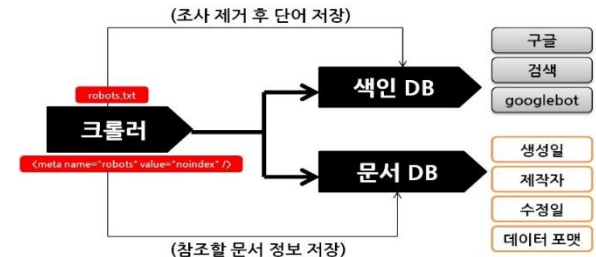 (조사 제거 후 단어 저장)
robots.txt
크롤러
<meta name="robots" value="noindex" />
색인 DB
문서 DB
구글
검색
googlebot
생성일
제작자
수정일
데이터 포맷
(참조할 문서 정보 저장)